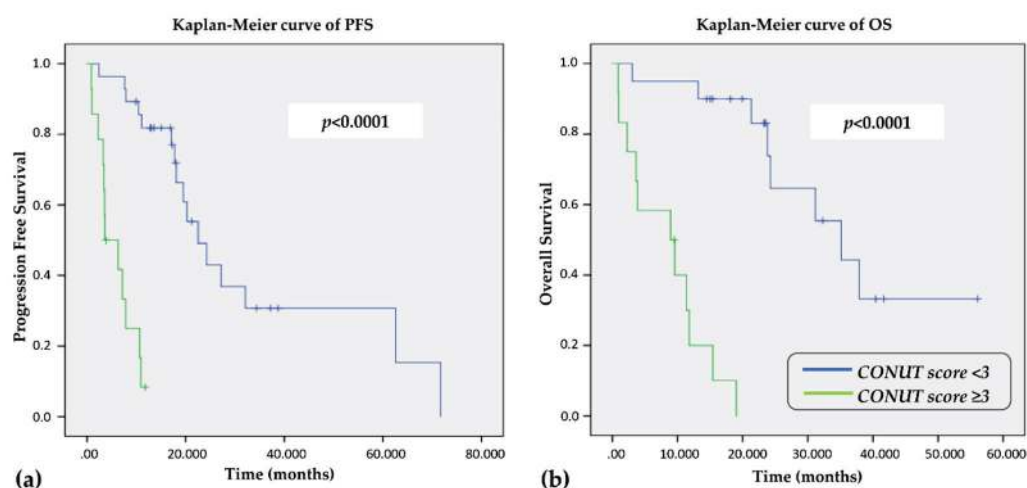 Kaplan-Meier curve of PFS
p<0.0001
Progression Free Survival
1.0
0.8
0.6
0.4
0.2
0.0
.00 20.000 40.000 60.000 80.000
Time (months)
(a)
Kaplan-Meier curve of OS
p<0.0001
Overall Survival
1.0
0.8
0.6
0.4
0.2
0.0
CONUT score <3
CONUT score ≥3
.00 10.000 20.000 30.000 40.000 50.000 60.000
Time (months)
(b)